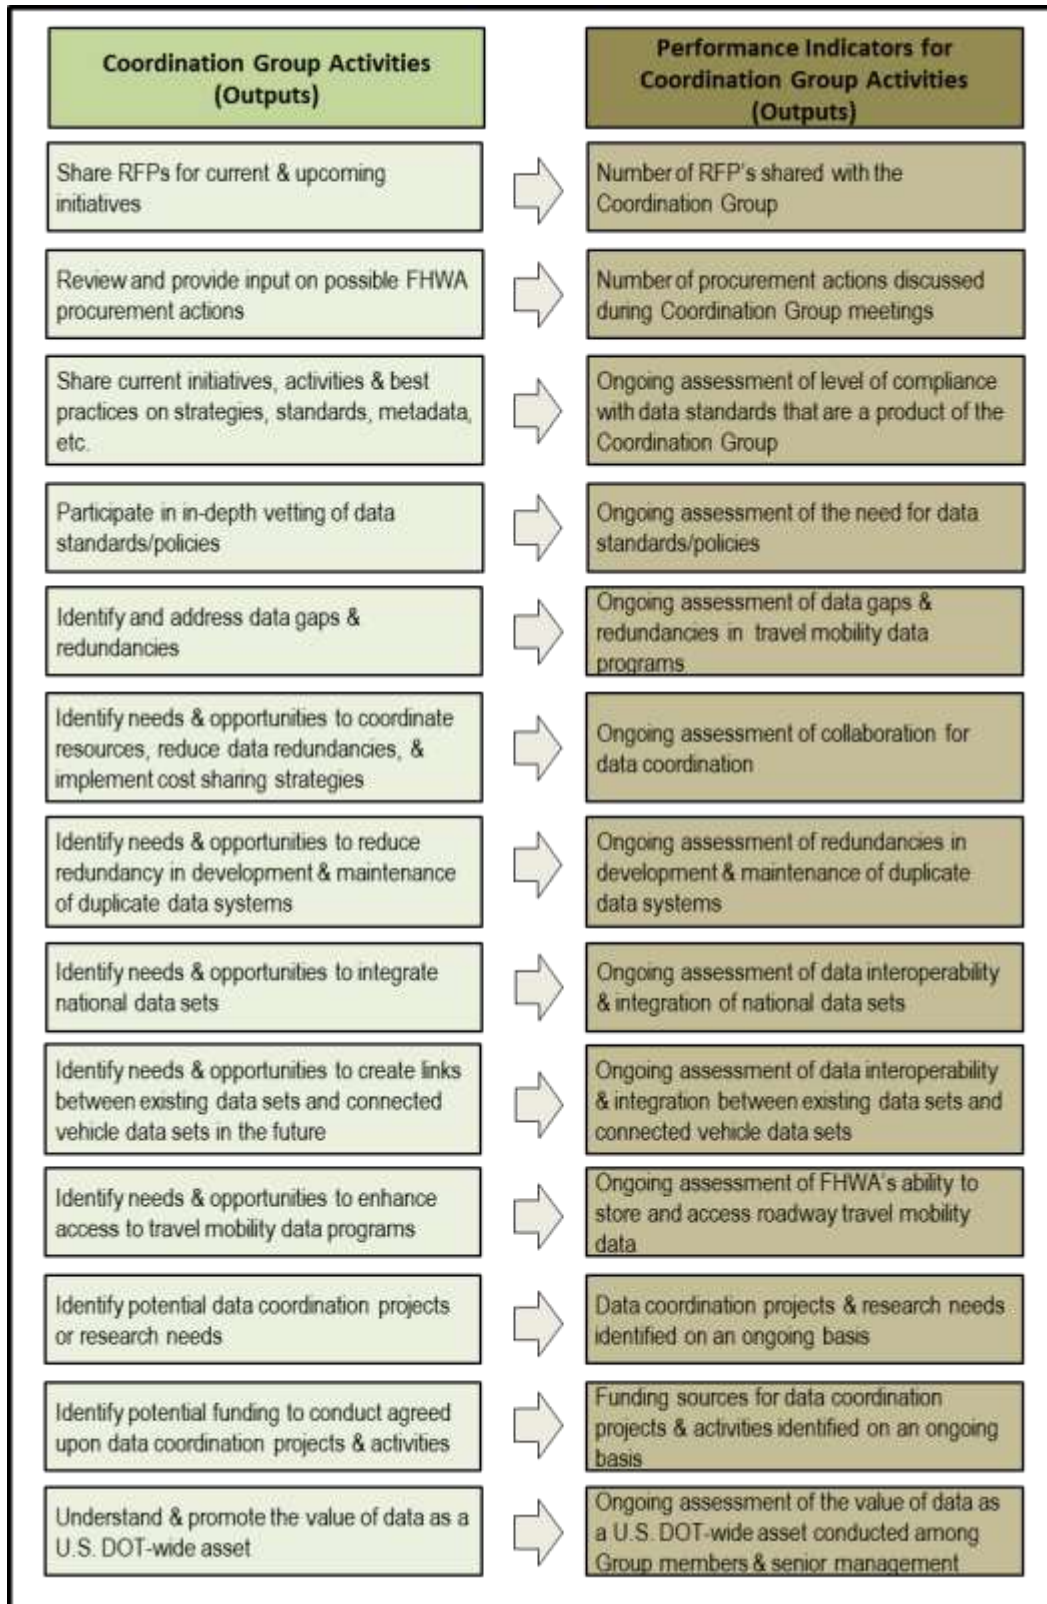 Coordination Group Activities
(Outputs)
Performance Indicators for
Coordination Group Activities
(Outputs)
Share RFPs for current & upcoming
initiatives
Number of RFP's shared with the
Coordination Group
Review and provide input on possible FHWA
procurement actions
Number of procurement actions discussed
during Coordination Group meetings
Share current initiatives, activities & best
practices on strategies, standards, metadata,
etc.
Ongoing assessment of level of compliance
with data standards that are a product of the
Coordination Group
Participate in in-depth vetting of data
standards/policies
Ongoing assessment of the need for data
standards/policies
Identify and address data gaps &
redundancies
Ongoing assessment of data gaps &
redundancies in travel mobility data
programs
Identify needs & opportunities to coordinate
resources, reduce data redundancies, &
implement cost sharing strategies
Ongoing assessment of collaboration for
data coordination
Identify needs & opportunities to reduce
redundancy in development & maintenance
of duplicate data systems
Ongoing assessment of redundancies in
development & maintenance of duplicate
data systems
Identify needs & opportunities to integrate
national data sets
Ongoing assessment of data interoperability
& integration of national data sets
Identify needs & opportunities to create links
between existing data sets and connected
vehicle data sets in the future
Ongoing assessment of data interoperability
& integration between existing data sets and
connected vehicle data sets
Identify needs & opportunities to enhance
access to travel mobility data programs
Ongoing assessment of FHWA's ability to
store and access roadway travel mobility
data
Identify potential data coordination projects
or research needs
Data coordination projects & research needs
identified on an ongoing basis
Identify potential funding to conduct agreed
upon data coordination projects & activities
Funding sources for data coordination
projects & activities identified on an ongoing
basis
Understand & promote the value of data as a
U.S. DOT-wide asset
Ongoing assessment of the value of data as
a U.S. DOT-wide asset conducted among
Group members & senior management